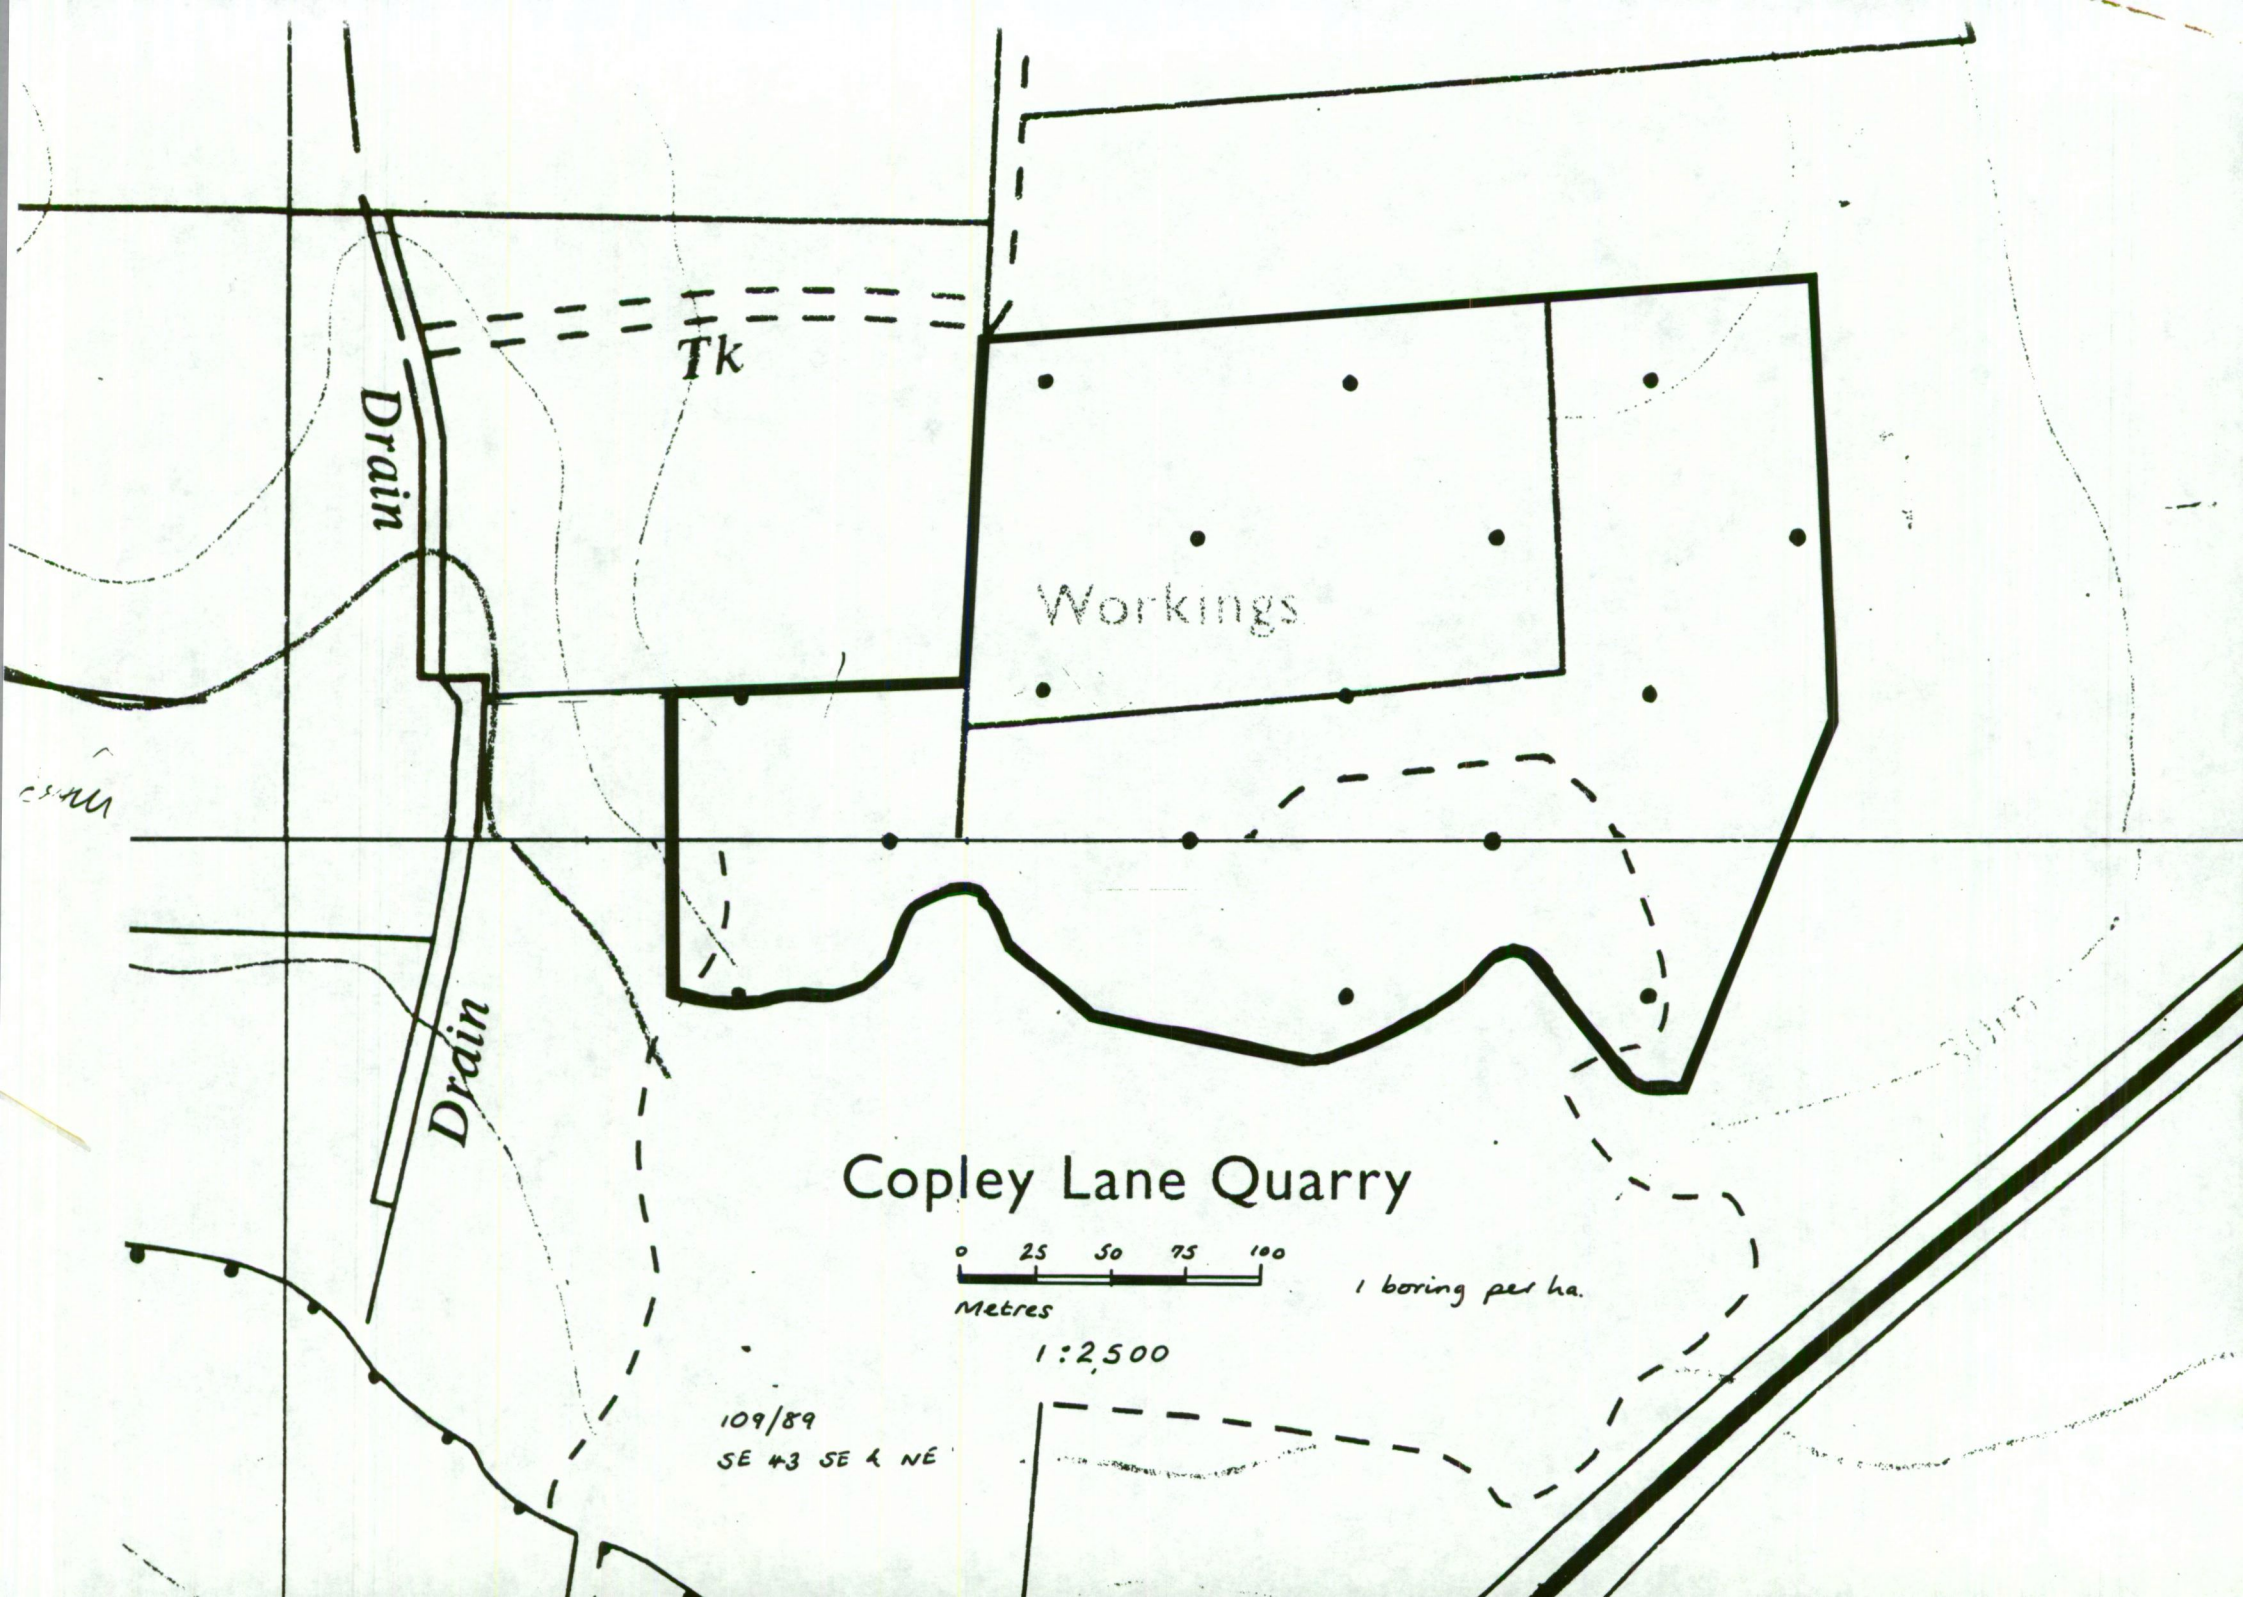 Tk
Drain
Workings
Drain
Copley Lane Quarry
0 25 50 75 100
Metres
1 boring per ha.
1:2,500
109/89
SE 43 SE & NE